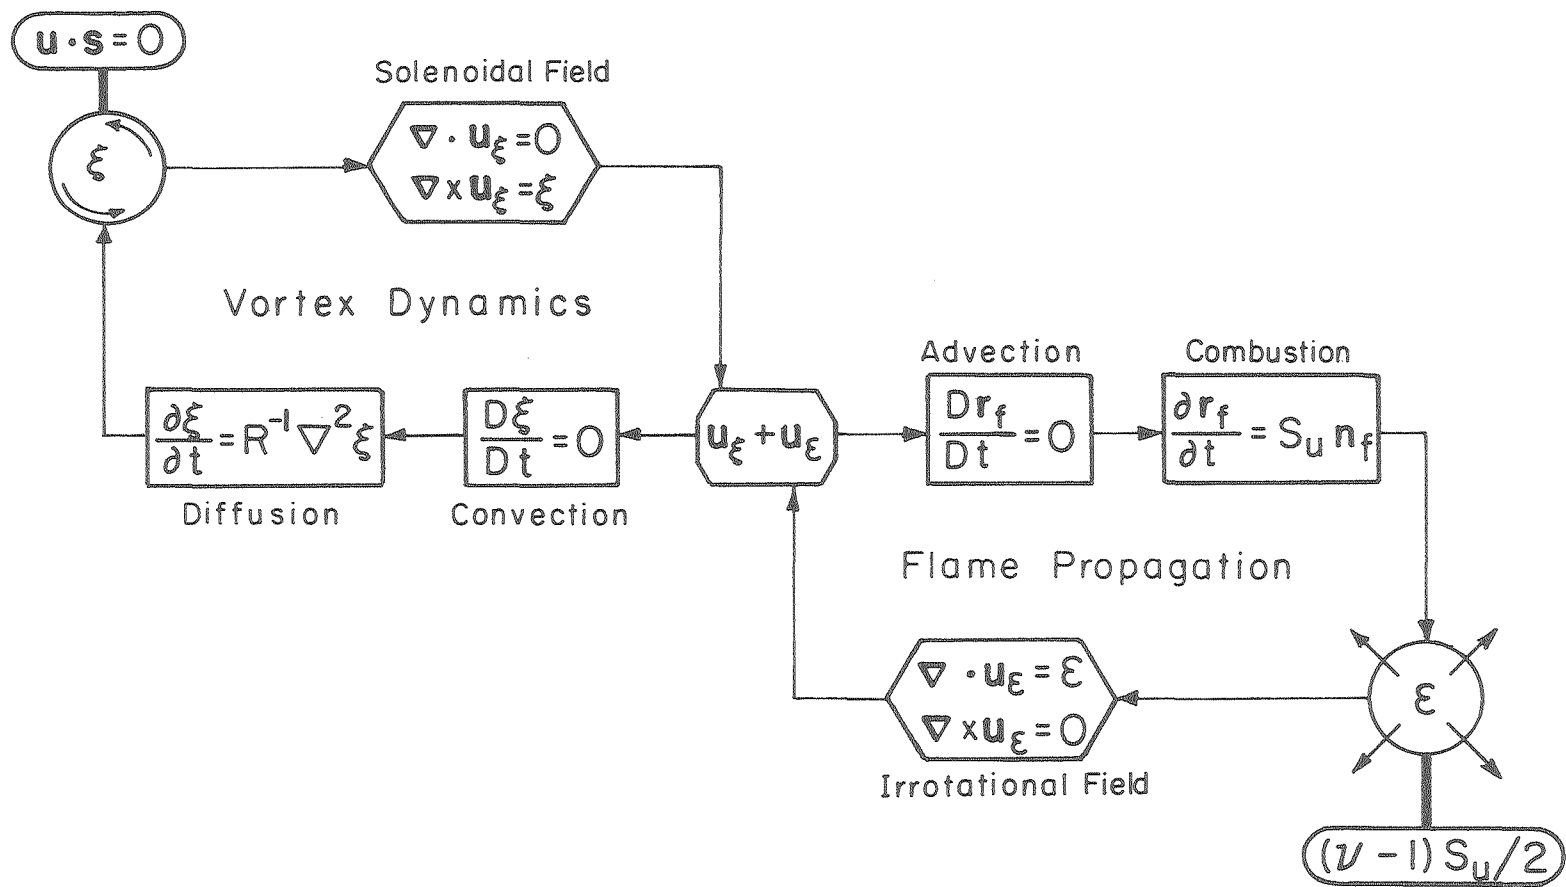 u · s = 0
Solenoidal Field
∇ · u_ξ = 0
∇ x u_ξ = ξ
ξ
Vortex Dynamics
Advection
Combustion
∂ξ/∂t = R⁻¹ ∇² ξ
Dξ/Dt = 0
u_ξ + u_ε
Dr_f/Dt = 0
∂r_f/∂t = S_u n_f
Diffusion
Convection
Flame Propagation
∇ · u_ε = ε
∇ x u_ε = 0
ε
Irrotational Field
(ν − 1) S_u / 2